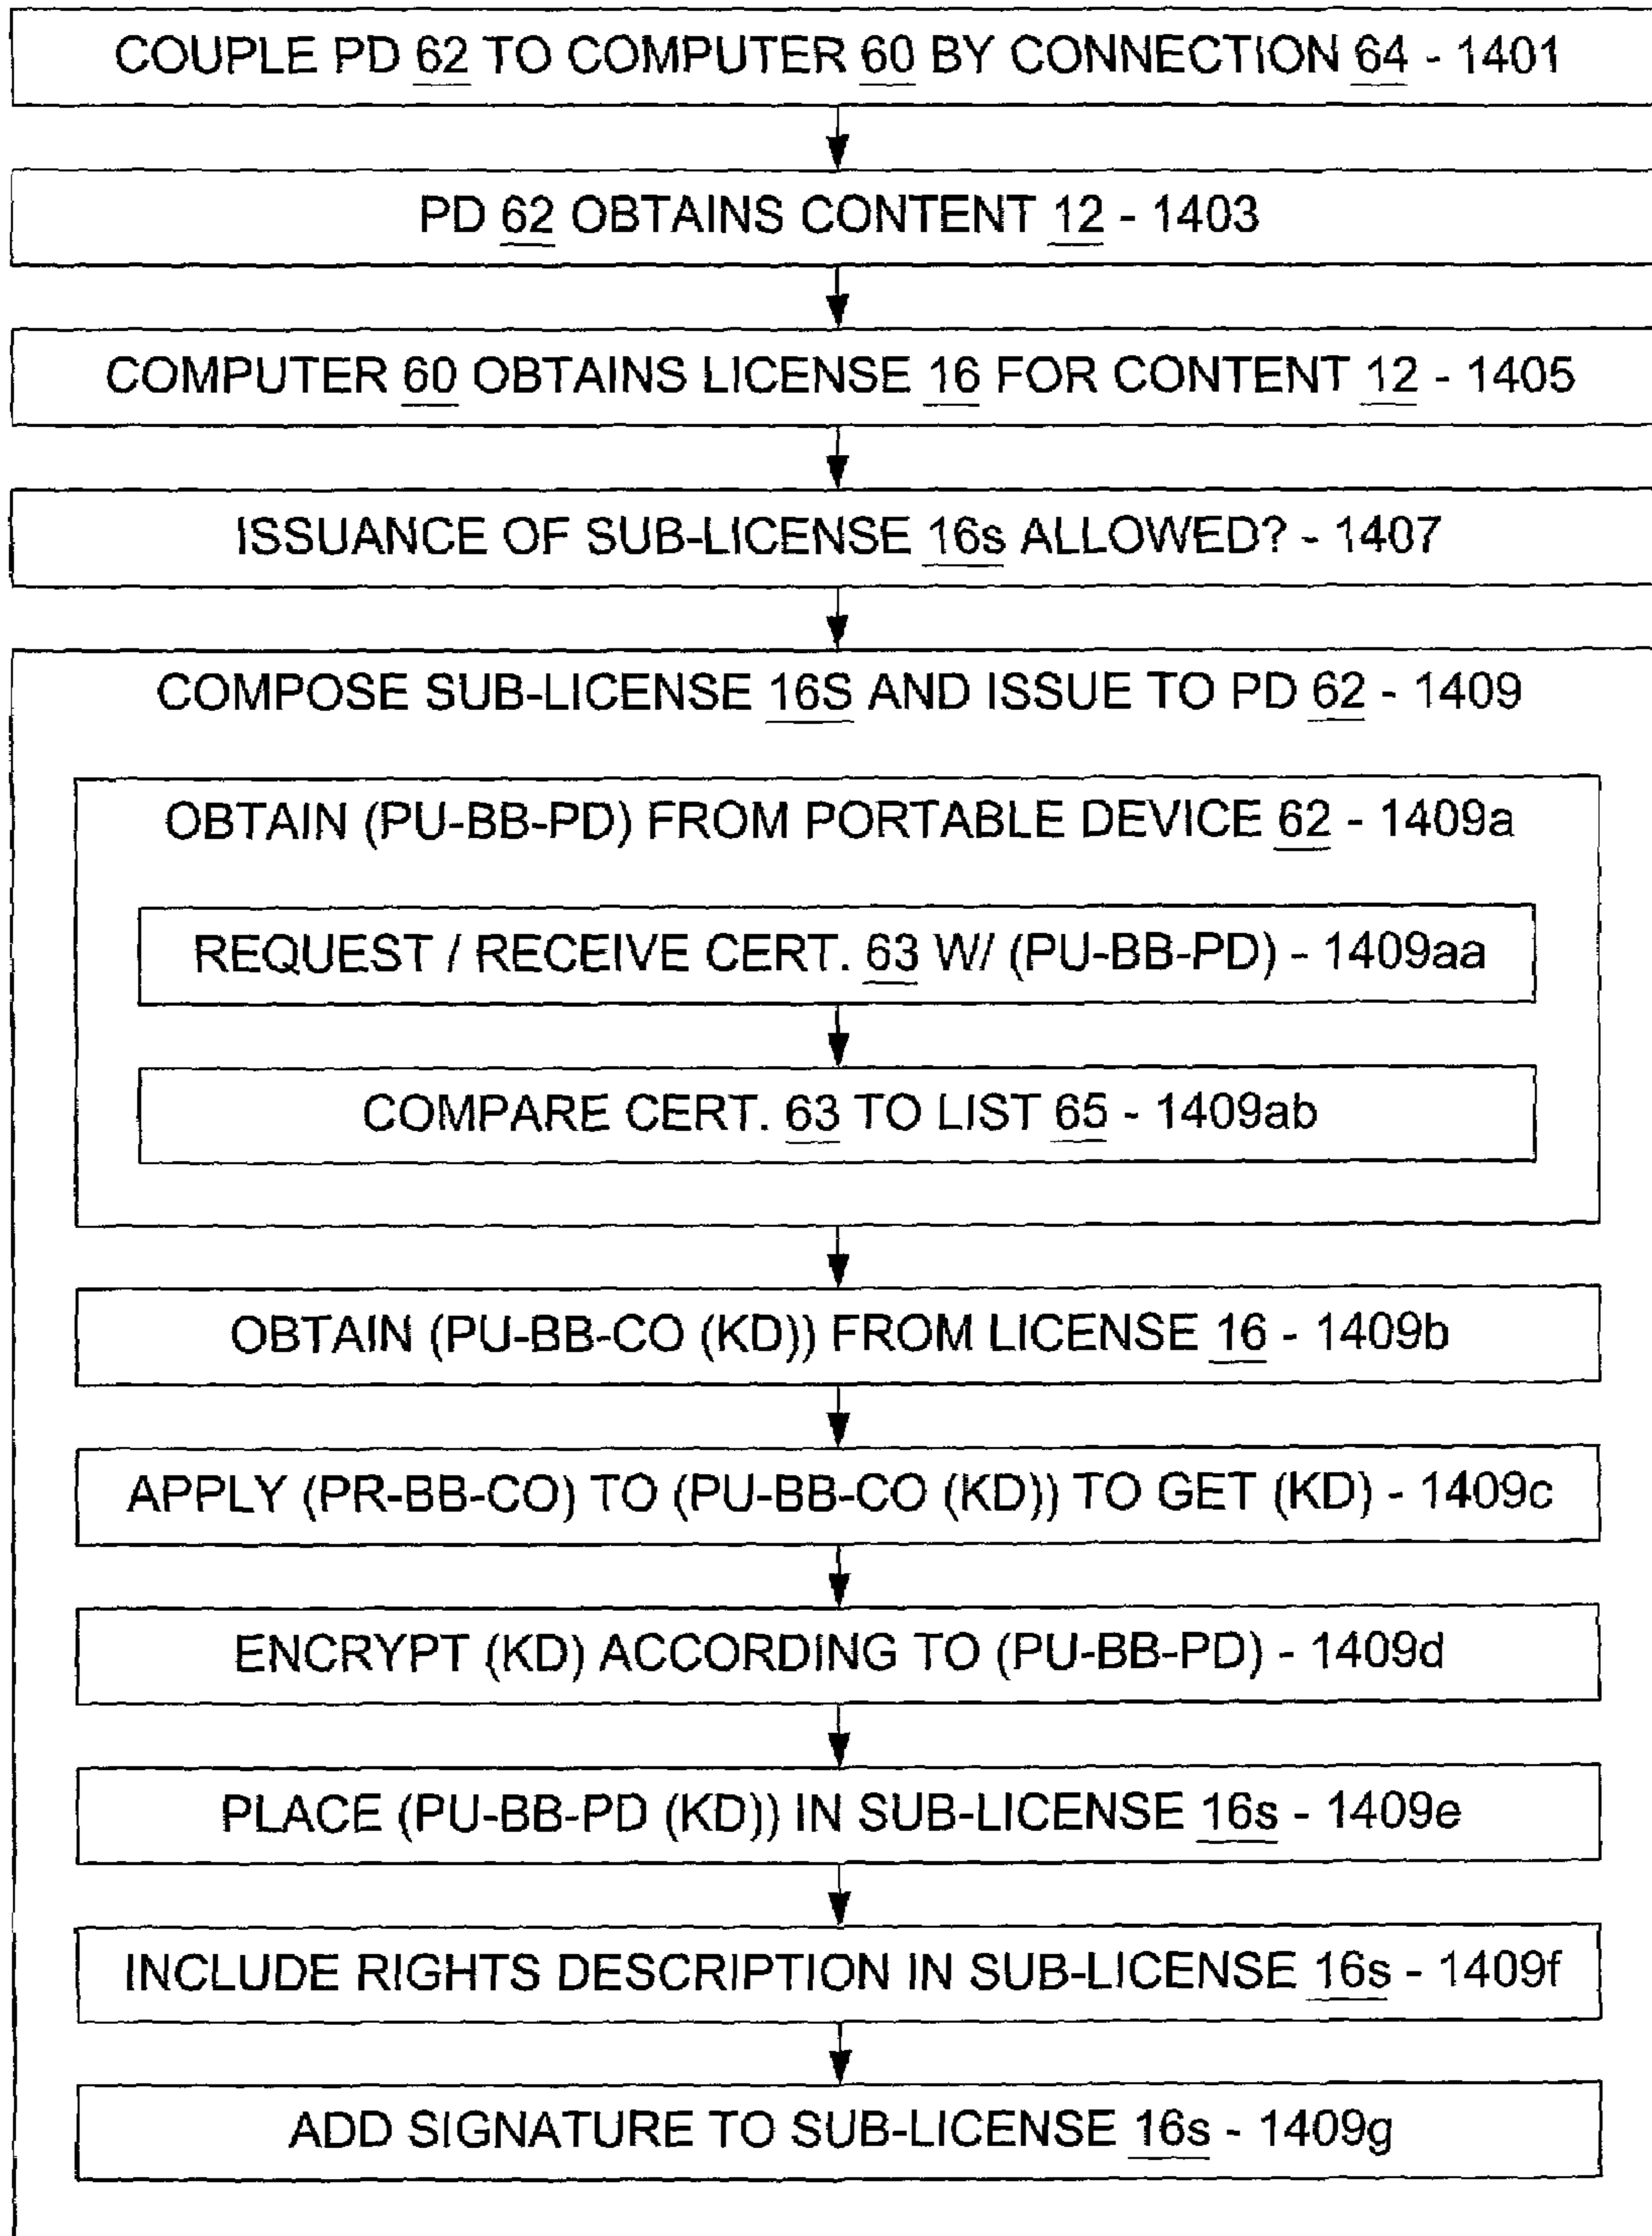 COUPLE PD 62 TO COMPUTER 60 BY CONNECTION 64 - 1401
PD 62 OBTAINS CONTENT 12 - 1403
COMPUTER 60 OBTAINS LICENSE 16 FOR CONTENT 12 - 1405
ISSUANCE OF SUB-LICENSE 16s ALLOWED? - 1407
COMPOSE SUB-LICENSE 16S AND ISSUE TO PD 62 - 1409
OBTAIN (PU-BB-PD) FROM PORTABLE DEVICE 62 - 1409a
REQUEST / RECEIVE CERT. 63 W/ (PU-BB-PD) - 1409aa
COMPARE CERT. 63 TO LIST 65 - 1409ab
OBTAIN (PU-BB-CO (KD)) FROM LICENSE 16 - 1409b
APPLY (PR-BB-CO) TO (PU-BB-CO (KD)) TO GET (KD) - 1409c
ENCRYPT (KD) ACCORDING TO (PU-BB-PD) - 1409d
PLACE (PU-BB-PD (KD)) IN SUB-LICENSE 16s - 1409e
INCLUDE RIGHTS DESCRIPTION IN SUB-LICENSE 16s - 1409f
ADD SIGNATURE TO SUB-LICENSE 16s - 1409g